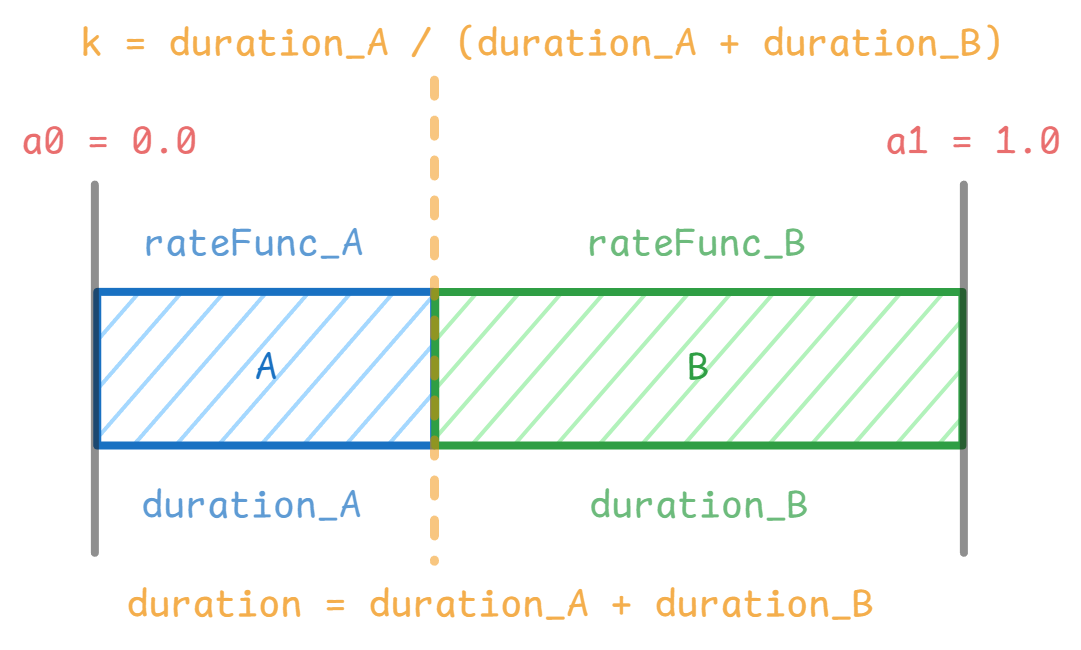 k = duration_A / (duration_A + duration_B)
a0 = 0.0
a1 = 1.0
rateFunc_A
rateFunc_B
A
B
duration_A
duration_B
duration = duration_A + duration_B